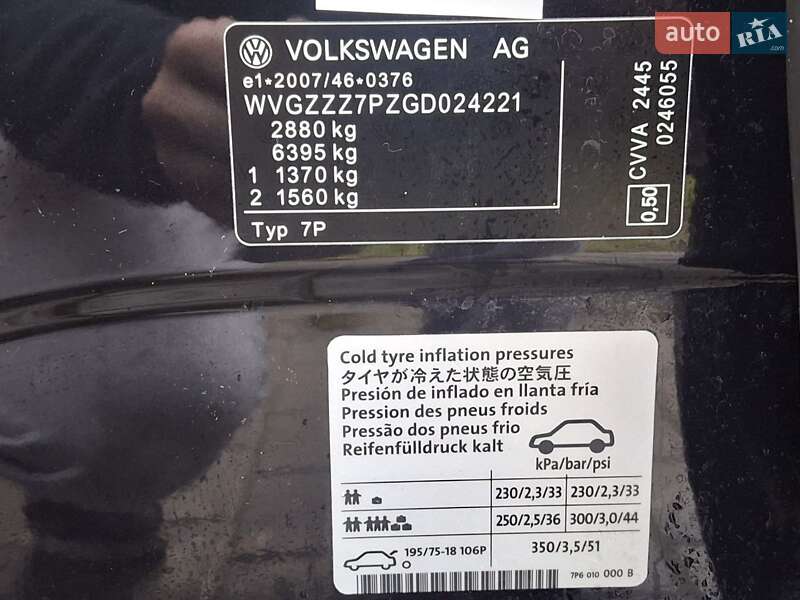 auto RIA.com
VOLKSWAGEN AG
e1*2007/46*0376
WVGZZZ7PZGD024221
2880 kg
6395 kg
1 1370 kg
2 1560 kg
Typ 7P
0,50
CVVA 2445
0246055
Cold tyre inflation pressures
タイヤが冷えた状態の空気圧
Presión de inflado en llanta fría
Pression des pneus froids
Pressão dos pneus frio
Reifenfülldruck kalt
kPa/bar/psi
230/2,3/33 230/2,3/33
250/2,5/36 300/3,0/44
195/75-18 106P 350/3,5/51
7P6 010 000 B